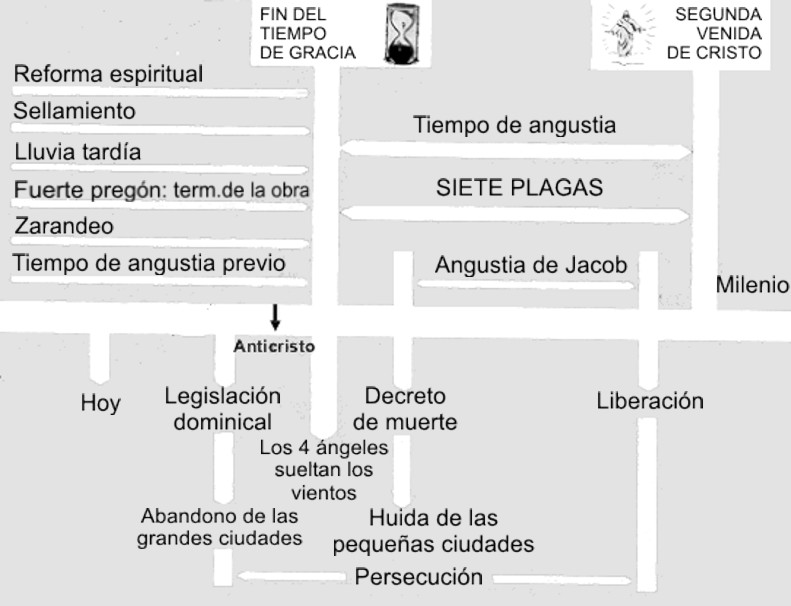 FIN DEL
TIEMPO
DE GRACIA
SEGUNDA
VENIDA
DE CRISTO
Reforma espiritual
Sellamiento
Lluvia tardía
Fuerte pregón: term.de la obra
Zarandeo
Tiempo de angustia previo
Tiempo de angustia
SIETE PLAGAS
Angustia de Jacob
Milenio
Anticristo
Hoy
Legislación
dominical
Decreto
de muerte
Liberación
Los 4 ángeles
sueltan los
vientos
Abandono de las
grandes ciudades
Huida de las
pequeñas ciudades
Persecución